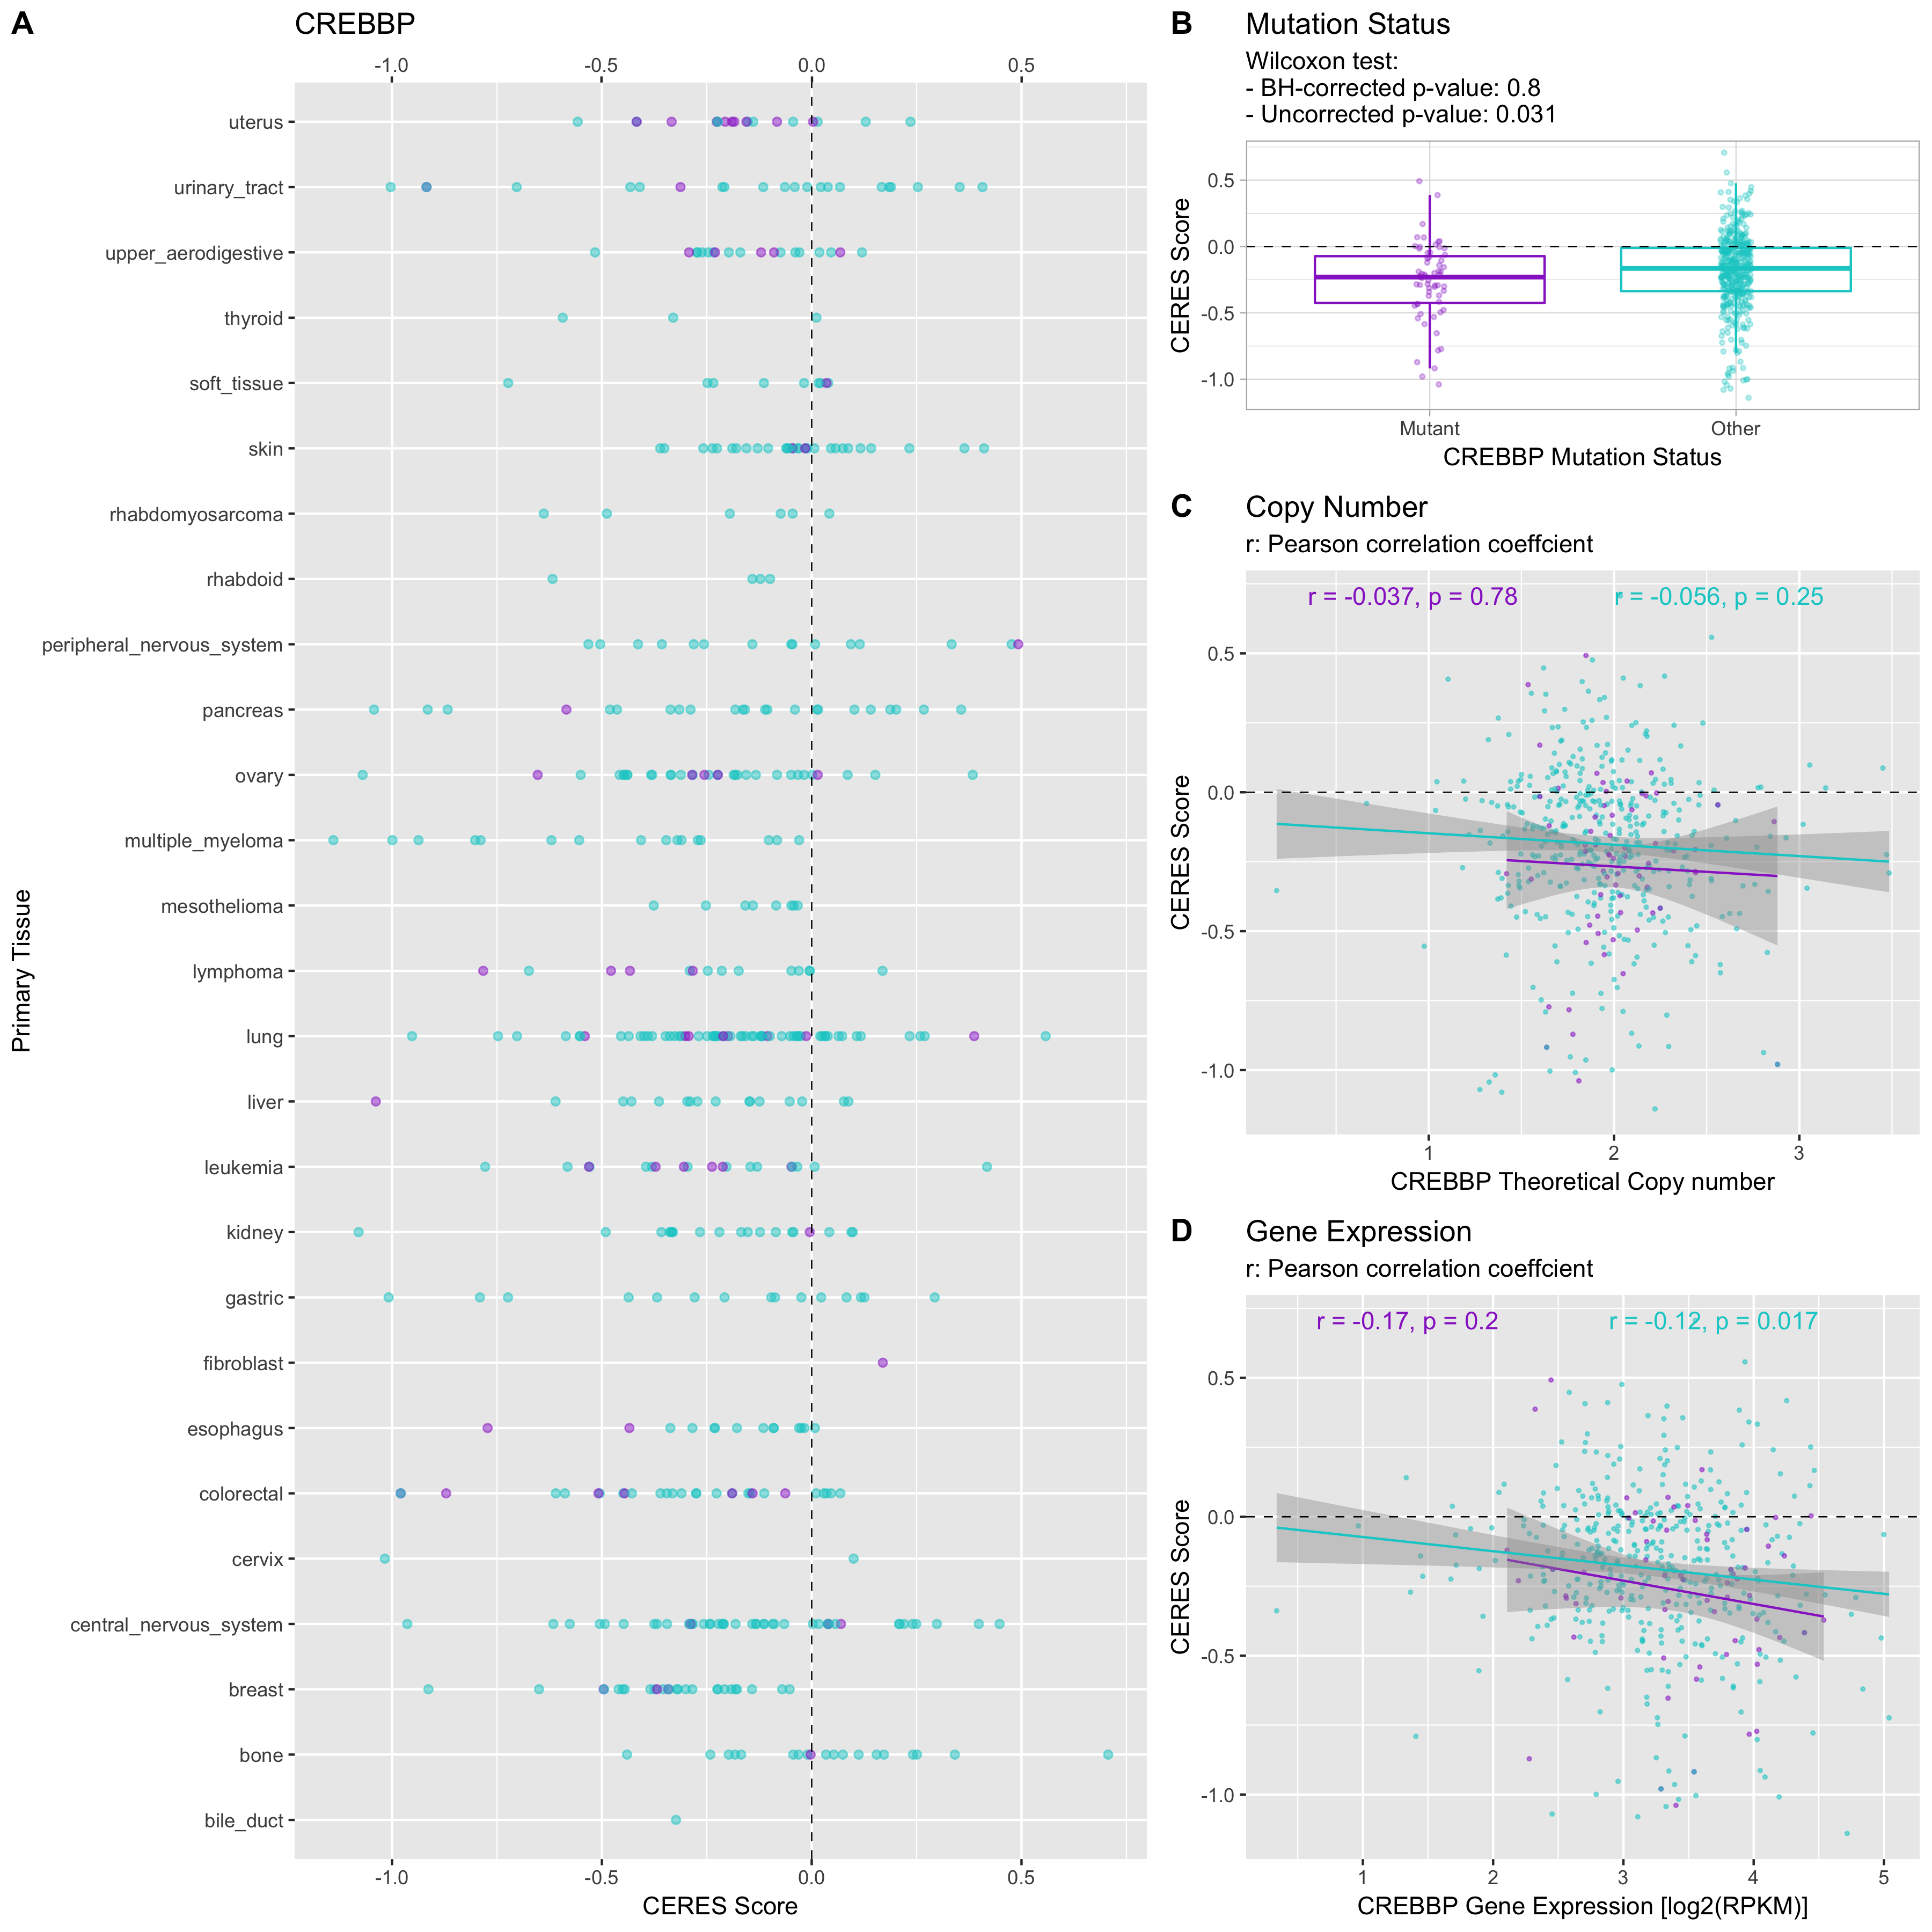 A
CREBBP
-1.0 -0.5 0.0 0.5
uterus
urinary_tract
upper_aerodigestive
thyroid
soft_tissue
skin
rhabdomyosarcoma
rhabdoid
peripheral_nervous_system
pancreas
ovary
multiple_myeloma
mesothelioma
lymphoma
lung
liver
leukemia
kidney
gastric
fibroblast
esophagus
colorectal
cervix
central_nervous_system
breast
bone
bile_duct
Primary Tissue
-1.0 -0.5 0.0 0.5
CERES Score
B
Mutation Status
Wilcoxon test:
- BH-corrected p-value: 0.8
- Uncorrected p-value: 0.031
CERES Score
0.5
0.0
-0.5
-1.0
Mutant Other
CREBBP Mutation Status
C
Copy Number
r: Pearson correlation coeffcient
r = -0.037, p = 0.78 r = -0.056, p = 0.25
CERES Score
0.5
0.0
-0.5
-1.0
1 2 3
CREBBP Theoretical Copy number
D
Gene Expression
r: Pearson correlation coeffcient
r = -0.17, p = 0.2 r = -0.12, p = 0.017
CERES Score
0.5
0.0
-0.5
-1.0
1 2 3 4 5
CREBBP Gene Expression [log2(RPKM)]